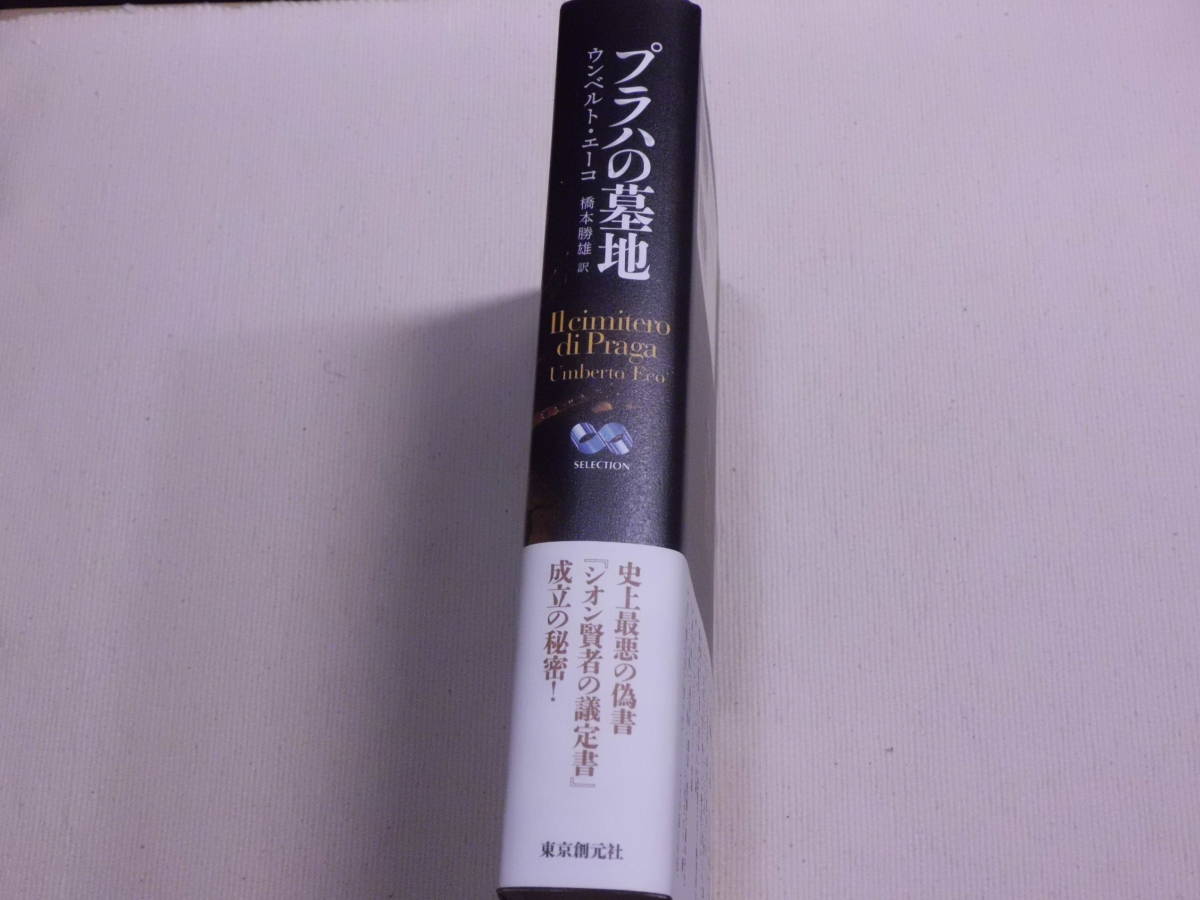 プラハの墓地
ウンベルト・エーコ 橋本勝雄 訳
Il cimitero
di Praga
Umberto Eco
SELECTION
史上最悪の偽書
『シオン賢者の議定書』
成立の秘密!
東京創元社